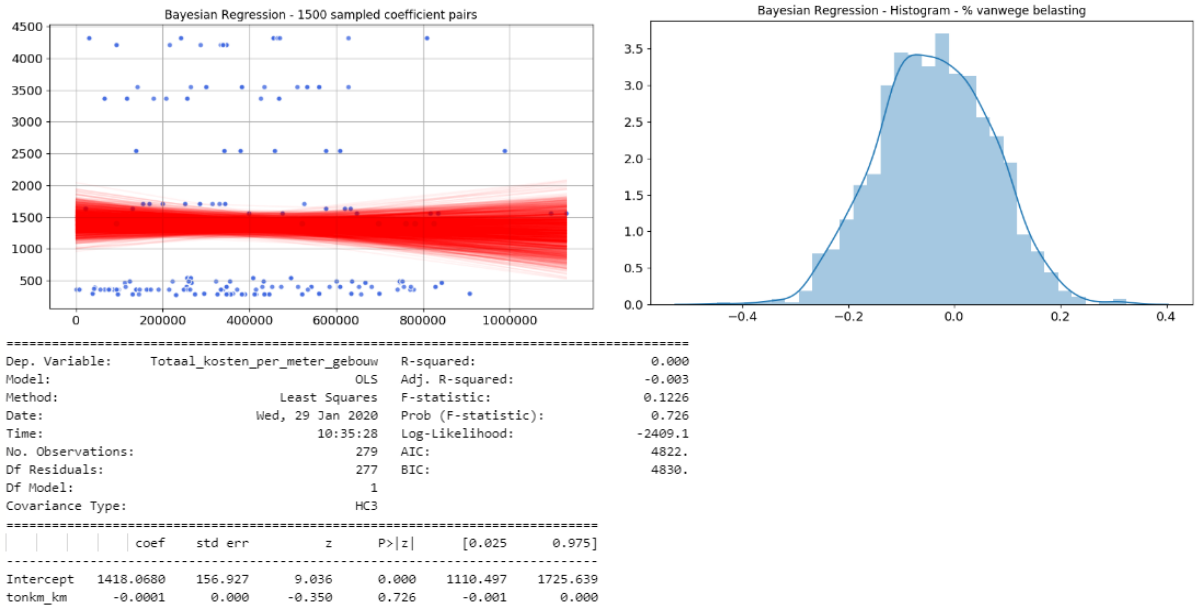 Bayesian Regression - 1500 sampled coefficient pairs
4500
4000
3500
3000
2500
2000
1500
1000
500
0 200000 400000 600000 800000 1000000
Bayesian Regression - Histogram - % vanwege belasting
3.5
3.0
2.5
2.0
1.5
1.0
0.5
0.0
−0.4 −0.2 0.0 0.2 0.4
==============================================================================
Dep. Variable: Totaal_kosten_per_meter_gebouw R-squared: 0.000
Model: OLS Adj. R-squared: -0.003
Method: Least Squares F-statistic: 0.1226
Date: Wed, 29 Jan 2020 Prob (F-statistic): 0.726
Time: 10:35:28 Log-Likelihood: -2409.1
No. Observations: 279 AIC: 4822.
Df Residuals: 277 BIC: 4830.
Df Model: 1
Covariance Type: HC3
==============================================================================
coef std err z P>|z| [0.025 0.975]
------------------------------------------------------------------------------
Intercept 1418.0680 156.927 9.036 0.000 1110.497 1725.639
tonkm_km -0.0001 0.000 -0.350 0.726 -0.001 0.000